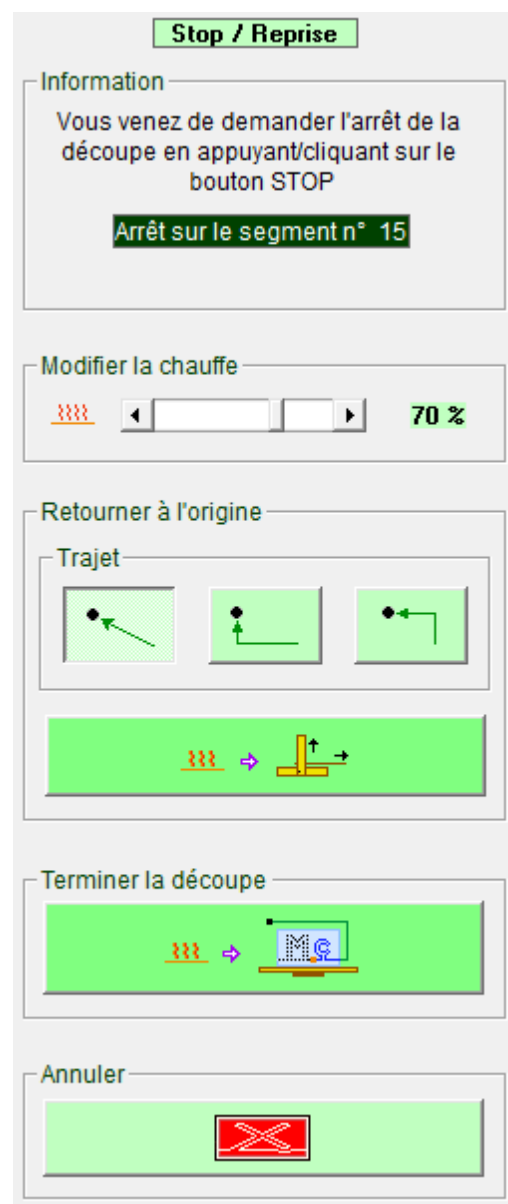 Stop / Reprise
Information
Vous venez de demander l'arrêt de la
découpe en appuyant/cliquant sur le
bouton STOP
Arrêt sur le segment n° 15
Modifier la chauffe
70 %
Retourner à l'origine
Trajet
Terminer la découpe
M C
Annuler